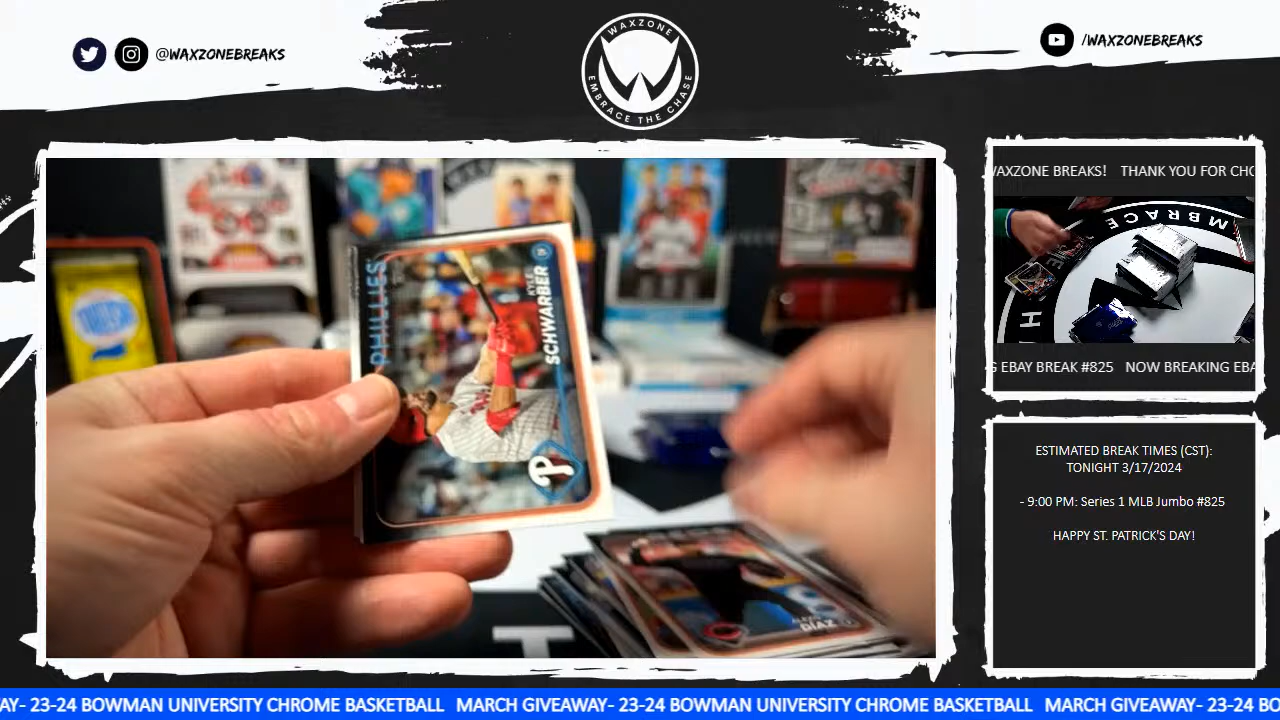 @WAXZONEBREAKS
WAXZONE
EMBRACE THE CHASE
/WAXZONEBREAKS
PHILLIES
KYLE
SCHWARBER
P
DÍAZ
WAXZONE BREAKS! THANK YOU FOR CHO
EMBRACE
H
G EBAY BREAK #825 NOW BREAKING EBA
ESTIMATED BREAK TIMES (CST):
TONIGHT 3/17/2024
- 9:00 PM: Series 1 MLB Jumbo #825
HAPPY ST. PATRICK'S DAY!
AY- 23-24 BOWMAN UNIVERSITY CHROME BASKETBALL MARCH GIVEAWAY- 23-24 BOWMAN UNIVERSITY CHROME BASKETBALL MARCH GIVEAWAY- 23-24 BO